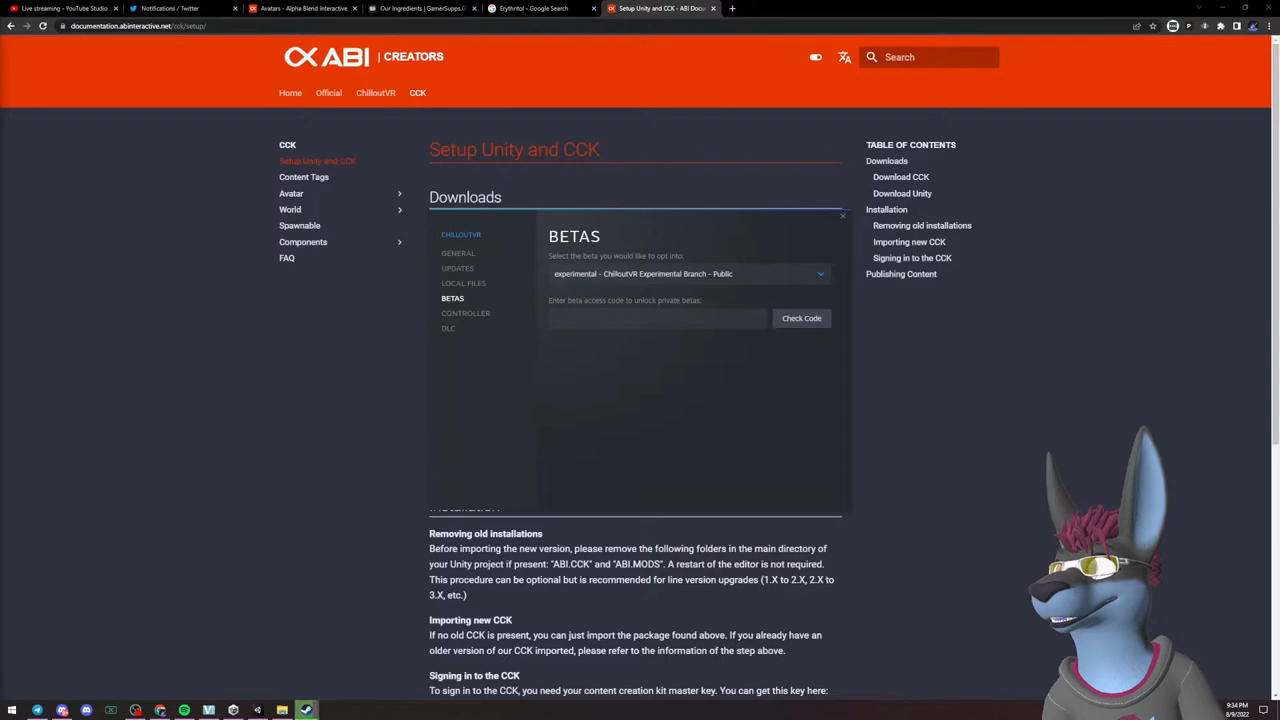 Live streaming - YouTube Studio
Notifications / Twitter
Avatars - Alpha Blend Interactive
Our Ingredients | GamerSupps.G
Erythritol - Google Search
Setup Unity and CCK - ABI Docu
documentation.abinteractive.net/cck/setup/
ABI | CREATORS
Search
Home
Official
ChilloutVR
CCK
CCK
Setup Unity and CCK
Content Tags
Avatar
World
Spawnable
Components
FAQ
Setup Unity and CCK
Downloads
CHILLOUTVR
GENERAL
UPDATES
LOCAL FILES
BETAS
CONTROLLER
DLC
BETAS
Select the beta you would like to opt into:
experimental - ChilloutVR Experimental Branch - Public
Enter beta access code to unlock private betas:
Check Code
Removing old installations
Before importing the new version, please remove the following folders in the main directory of
your Unity project if present: "ABI.CCK" and "ABI.MODS". A restart of the editor is not required.
This procedure can be optional but is recommended for line version upgrades (1.X to 2.X, 2.X to
3.X, etc.)
Importing new CCK
If no old CCK is present, you can just import the package found above. If you already have an
older version of our CCK imported, please refer to the information of the step above.
Signing in to the CCK
To sign in to the CCK, you need your content creation kit master key. You can get this key here:
TABLE OF CONTENTS
Downloads
Download CCK
Download Unity
Installation
Removing old installations
Importing new CCK
Signing in to the CCK
Publishing Content
9:34 PM
8/9/2022